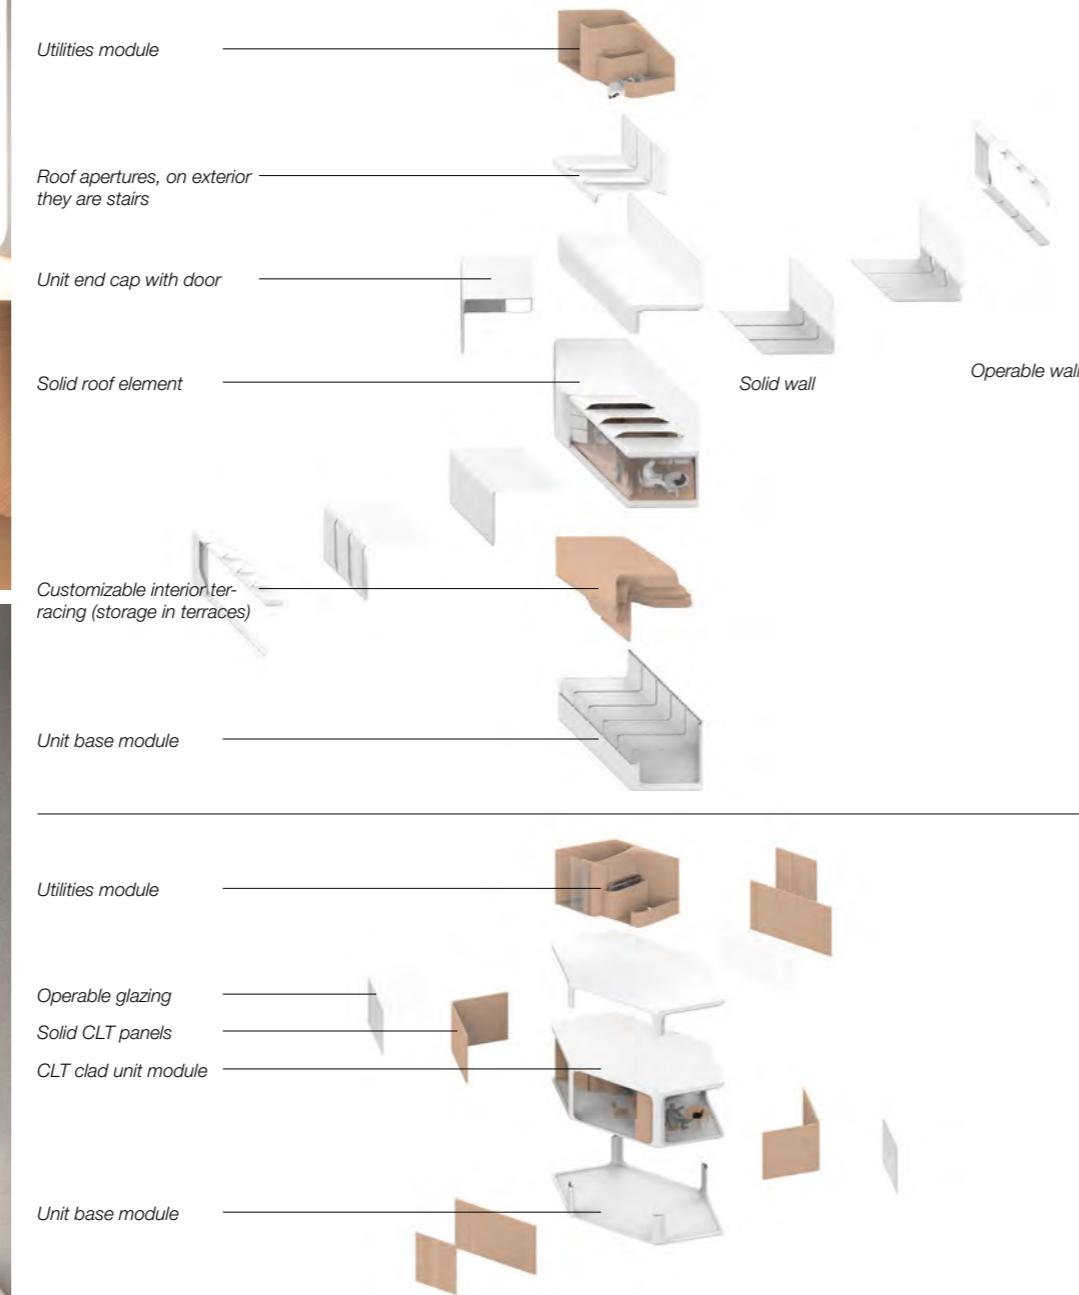 Utilities module
Roof apertures, on exterior
they are stairs
Unit end cap with door
Operable wall
Solid roof element
Solid wall
Customizable interior ter-
racing (storage in terraces)
Unit base module
Utilities module
Operable glazing
Solid CLT panels
CLT clad unit module
Unit base module